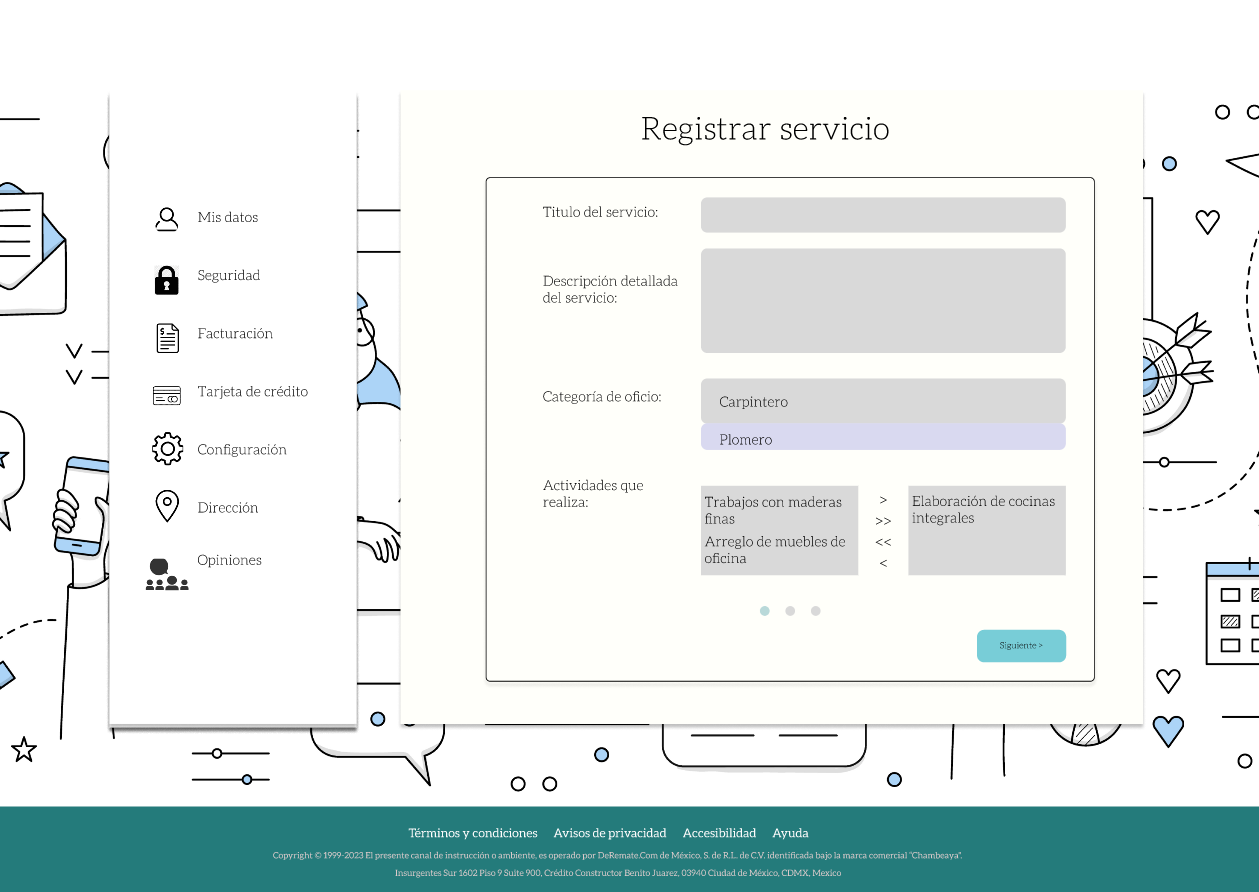 Registrar servicio
Mis datos
Seguridad
Facturación
Tarjeta de crédito
Configuración
Dirección
Opiniones
Titulo del servicio:
Descripción detallada
del servicio:
Categoría de oficio:
Carpintero
Plomero
Actividades que
realiza:
Trabajos con maderas
finas
Arreglo de muebles de
oficina
>
>>
<<
<
Elaboración de cocinas
integrales
Siguiente >
Términos y condiciones Avisos de privacidad Accesibilidad Ayuda
Copyright © 1999-2023 El presente canal de instrucción o ambiente, es operado por DeRemate.Com de México, S. de R.L. de C.V. identificada bajo la marca comercial "Chambeaya".
Insurgentes Sur 1602 Piso 9 Suite 900, Crédito Constructor Benito Juarez, 03940 Ciudad de México, CDMX, Mexico